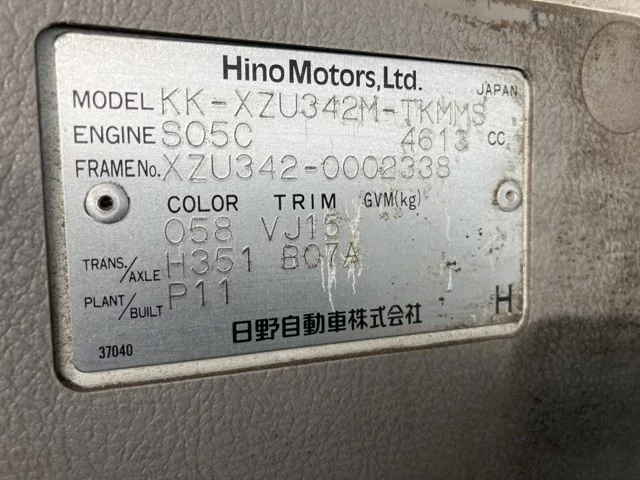 Hino Motors, Ltd.
JAPAN
MODEL KK-XZU342M-TKMMS
ENGINE S05C 4613 CC
FRAME No. XZU342-0002338
COLOR TRIM GVM(kg)
058 VJ15
TRANS./AXLE H351 B07A
PLANT/BUILT P11
H
日野自動車株式会社
37040